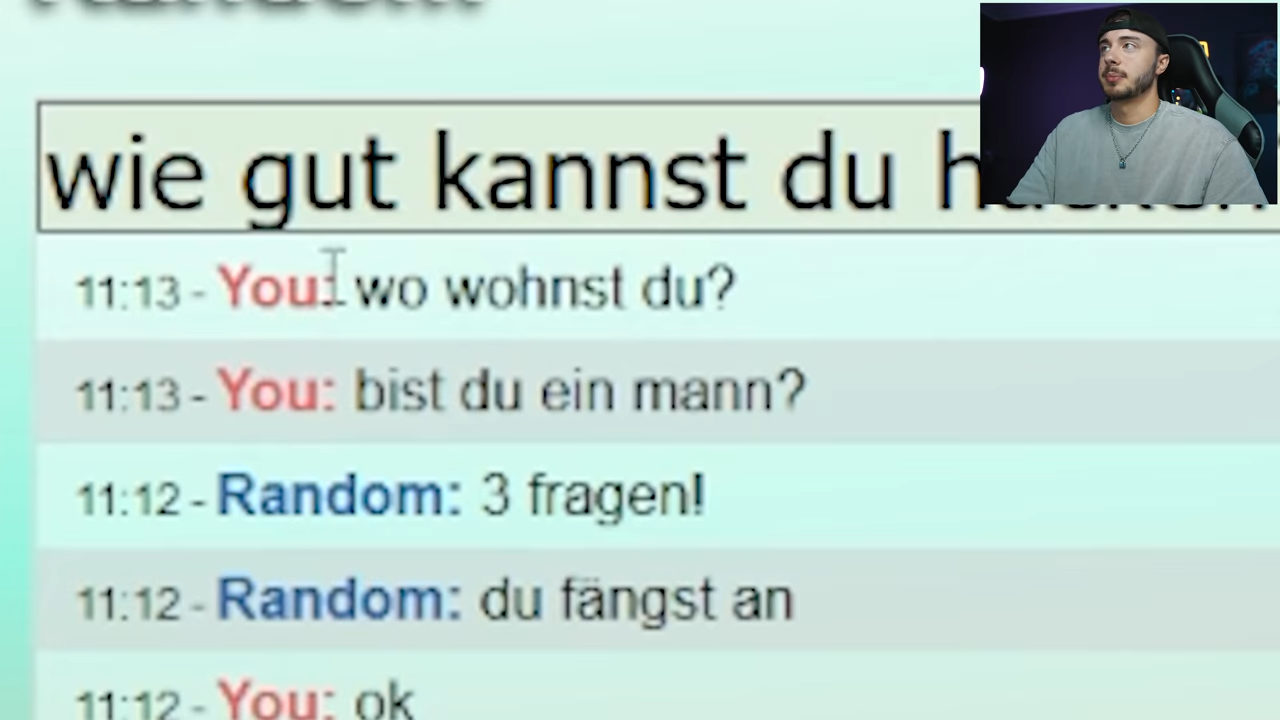 wie gut kannst du
11:13 - You: wo wohnst du?
11:13 - You: bist du ein mann?
11:12 - Random: 3 fragen!
11:12 - Random: du fängst an
11:12 - You: ok